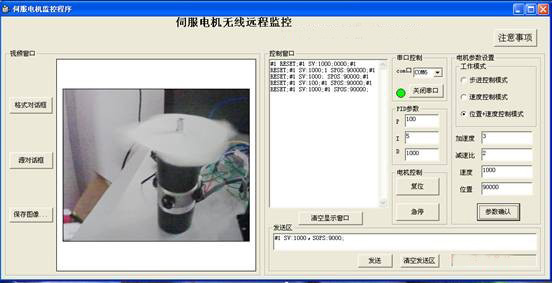 伺服电机监控程序
伺服电机无线远程监控
注意事项
视频窗口
格式对话框
源对话框
保存图像...
控制窗口
#1 RESET;#1 SV:1000;0000;#1
RESET;#1 SV:1000;1 SPOS:900000;#1
RESET;#1 SV:1000; SPOS:90000;#1
RESET;#1 SV:100;#1 SPOS:90000;#1
RESET;#1 SV:1000;#1 SPOS:90000;
清空显示窗口
串口控制
com口 COM6
关闭串口
PID参数
P 100
I 5
D 1000
电机控制
复位
急停
电机参数设置
工作模式
步进控制模式
速度控制模式
位置+速度控制模式
加速度 3
减速比 2
速度 1000
位置 90000
参数确认
发送区
#1 SV:1000，SOFS:9000;
发送
清空发送区